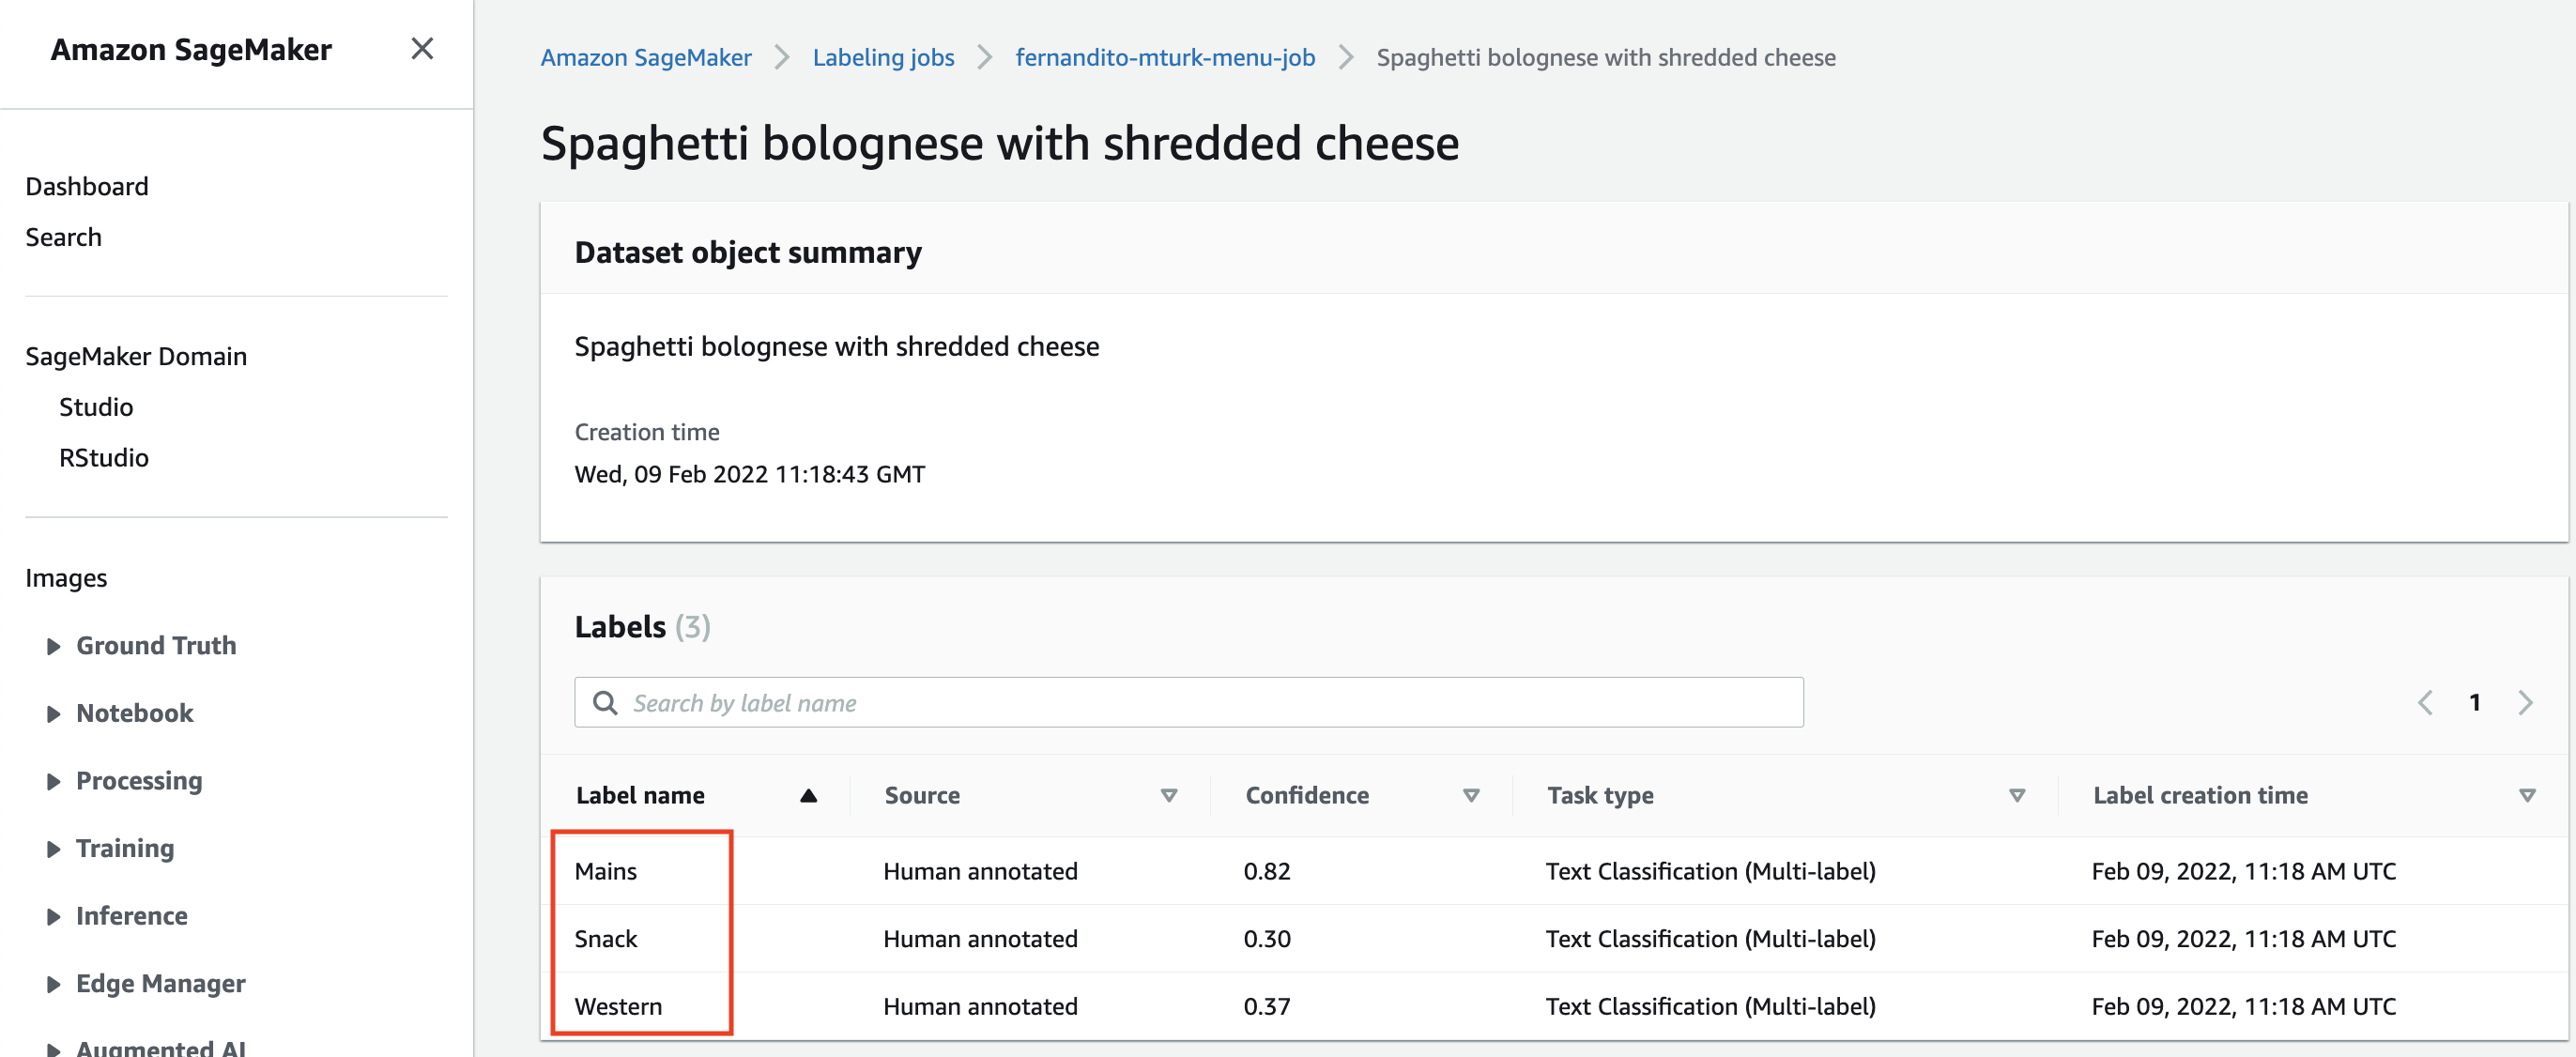 Amazon SageMaker
Dashboard
Search
SageMaker Domain
Studio
RStudio
Images
Ground Truth
Notebook
Processing
Training
Inference
Edge Manager
Augmented AI
Amazon SageMaker > Labeling jobs > fernandito-mturk-menu-job > Spaghetti bolognese with shredded cheese
Spaghetti bolognese with shredded cheese
Dataset object summary
Spaghetti bolognese with shredded cheese
Creation time
Wed, 09 Feb 2022 11:18:43 GMT
Labels (3)
Search by label name
1
Label name Source Confidence Task type Label creation time
Mains Human annotated 0.82 Text Classification (Multi-label) Feb 09, 2022, 11:18 AM UTC
Snack Human annotated 0.30 Text Classification (Multi-label) Feb 09, 2022, 11:18 AM UTC
Western Human annotated 0.37 Text Classification (Multi-label) Feb 09, 2022, 11:18 AM UTC